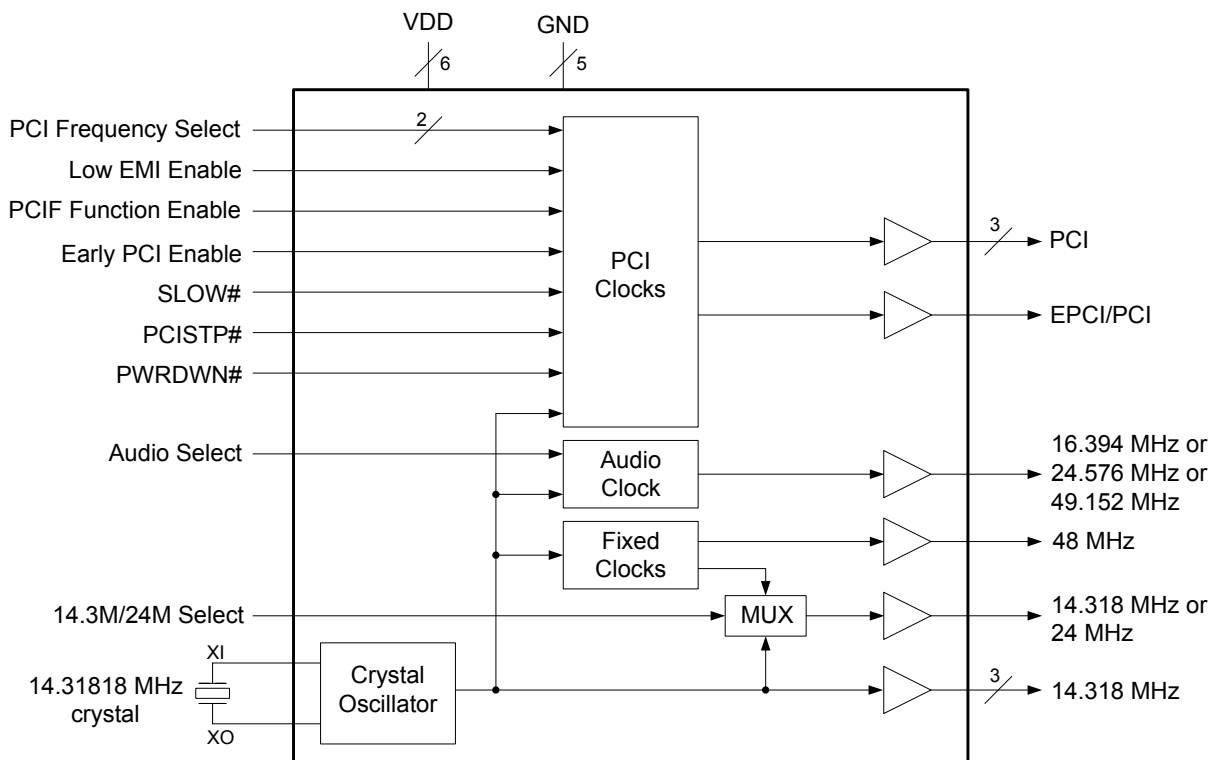 VDD
GND
6
5
PCI Frequency Select
2
Low EMI Enable
PCIF Function Enable
Early PCI Enable
SLOW#
PCISTP#
PWRDWN#
PCI
Clocks
3
PCI
EPCI/PCI
Audio Select
Audio
Clock
16.394 MHz or
24.576 MHz or
49.152 MHz
Fixed
Clocks
48 MHz
14.3M/24M Select
MUX
14.318 MHz or
24 MHz
XI
14.31818 MHz
crystal
XO
Crystal
Oscillator
3
14.318 MHz